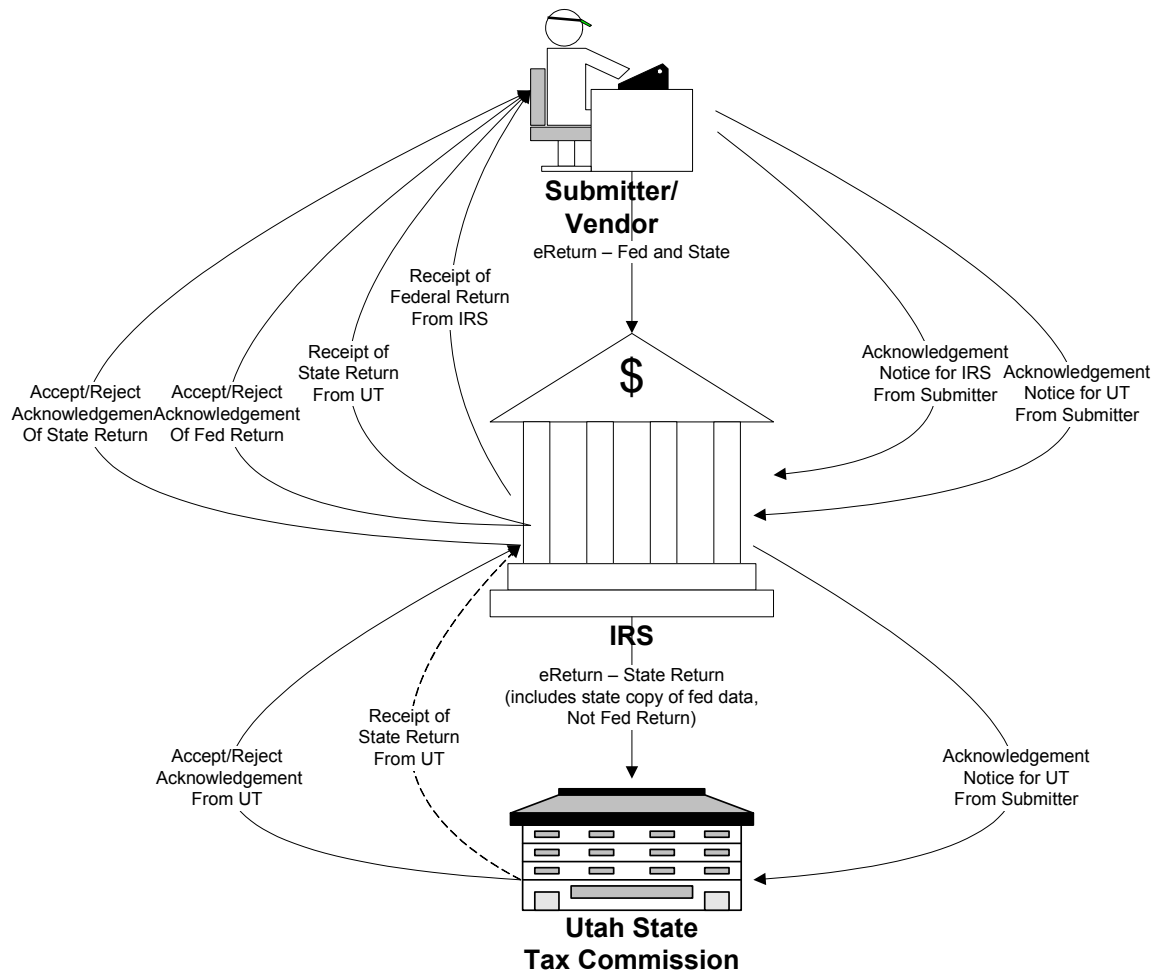 Submitter/
Vendor
eReturn – Fed and State
Receipt of
Federal Return
From IRS
Receipt of
State Return
From UT
Accept/Reject
Acknowledgement
Of Fed Return
Accept/Reject
Acknowledgemen
Of State Return
Acknowledgement
Notice for IRS
From Submitter
Acknowledgement
Notice for UT
From Submitter
$
IRS
eReturn – State Return
(includes state copy of fed data,
Not Fed Return)
Receipt of
State Return
From UT
Accept/Reject
Acknowledgement
From UT
Acknowledgement
Notice for UT
From Submitter
Utah State
Tax Commission